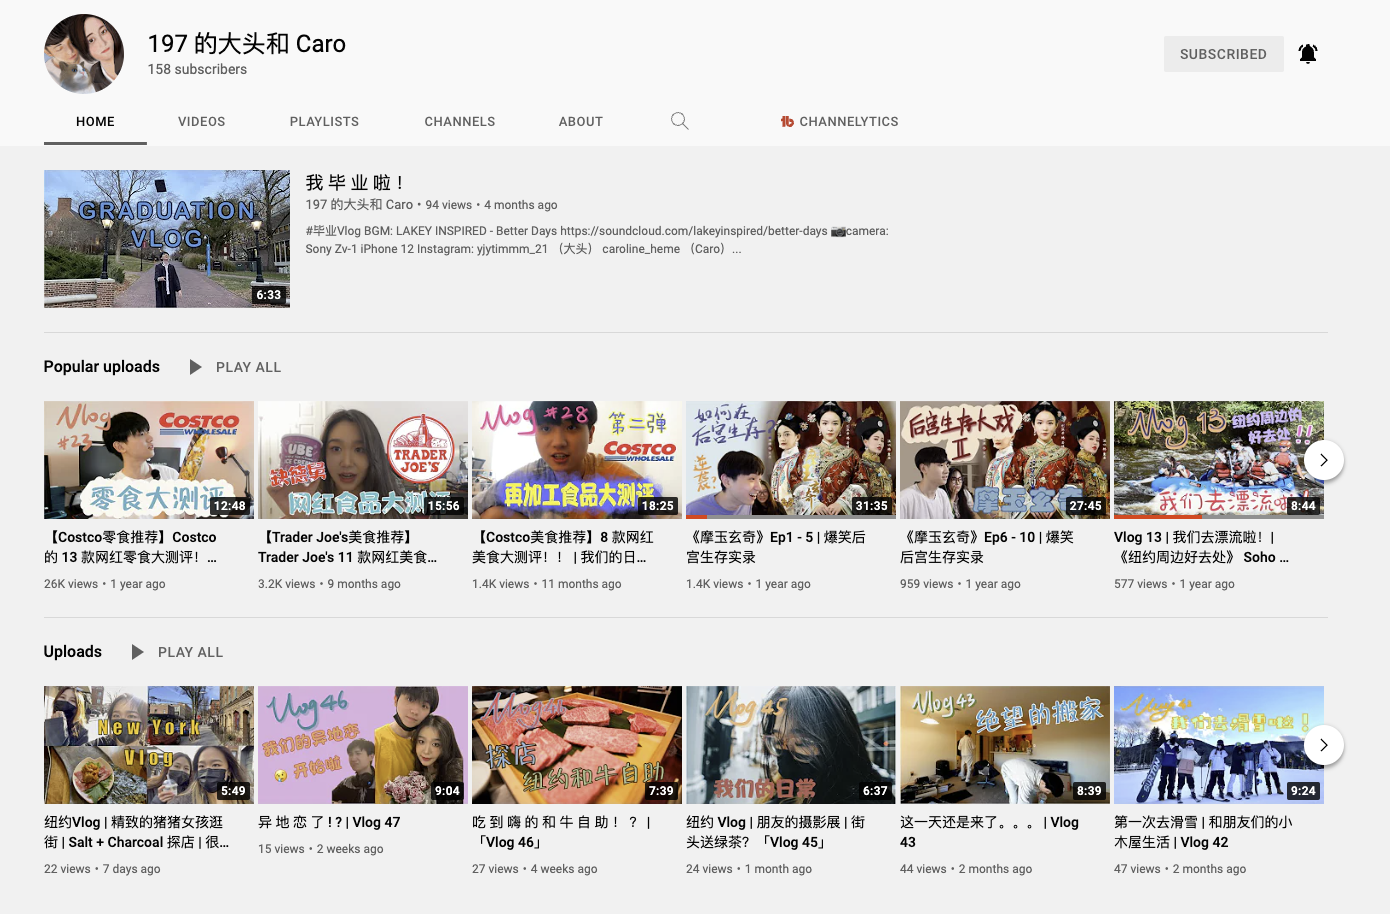 197 的大头和 Caro
158 subscribers
SUBSCRIBED
HOME
VIDEOS
PLAYLISTS
CHANNELS
ABOUT
CHANNELYTICS
GRADUATION
VLOG
6:33
我 毕 业 啦！
197 的大头和 Caro • 94 views • 4 months ago
#毕业Vlog BGM: LAKEY INSPIRED - Better Days https://soundcloud.com/lakeyinspired/better-days 📷camera:
Sony Zv-1 iPhone 12 Instagram: yjytimmm_21 （大头） caroline_heme （Caro）...
Popular uploads
PLAY ALL
Vlog
#23
COSTCO
WHOLESALE
零食大测评
12:48
UBE
ICE CREAM
TRADER
JOE'S
缺德舅
网红食品大测评
15:56
Vlog #28
第二弹
COSTCO
WHOLESALE
再加工食品大测评
18:25
如何在
后宫生存?
31:35
后宫生存大戏
II
摩玉玄奇
27:45
Vlog 13
纽约周边的
好去处!!
我们去漂流啦
8:44
【Costco零食推荐】Costco
的 13 款网红零食大测评！...
26K views • 1 year ago
【Trader Joe's美食推荐】
Trader Joe's 11 款网红美食...
3.2K views • 9 months ago
【Costco美食推荐】8 款网红
美食大测评！！ | 我们的日...
1.4K views • 11 months ago
《摩玉玄奇》Ep1 - 5 | 爆笑后
宫生存实录
1.4K views • 1 year ago
《摩玉玄奇》Ep6 - 10 | 爆笑
后宫生存实录
959 views • 1 year ago
Vlog 13 | 我们去漂流啦！|
《纽约周边好去处》 Soho ...
577 views • 1 year ago
Uploads
PLAY ALL
New York
Vlog
5:49
Vlog 46
我们的异地恋
开始啦
9:04
探店
纽约和牛自助
7:39
Vlog 45
我们的日常
6:37
Vlog 43
绝望的搬家
8:39
我们去滑雪啦！
9:24
纽约Vlog | 精致的猪猪女孩逛
街 | Salt + Charcoal 探店 | 很...
22 views • 7 days ago
异 地 恋 了 ! ? | Vlog 47
15 views • 2 weeks ago
吃 到 嗨 的 和 牛 自 助 ！ ？ |
「Vlog 46」
27 views • 4 weeks ago
纽约 Vlog | 朋友的摄影展 | 街
头送绿茶？「Vlog 45」
24 views • 1 month ago
这一天还是来了。。。 | Vlog
43
44 views • 2 months ago
第一次去滑雪 | 和朋友们的小
木屋生活 | Vlog 42
47 views • 2 months ago